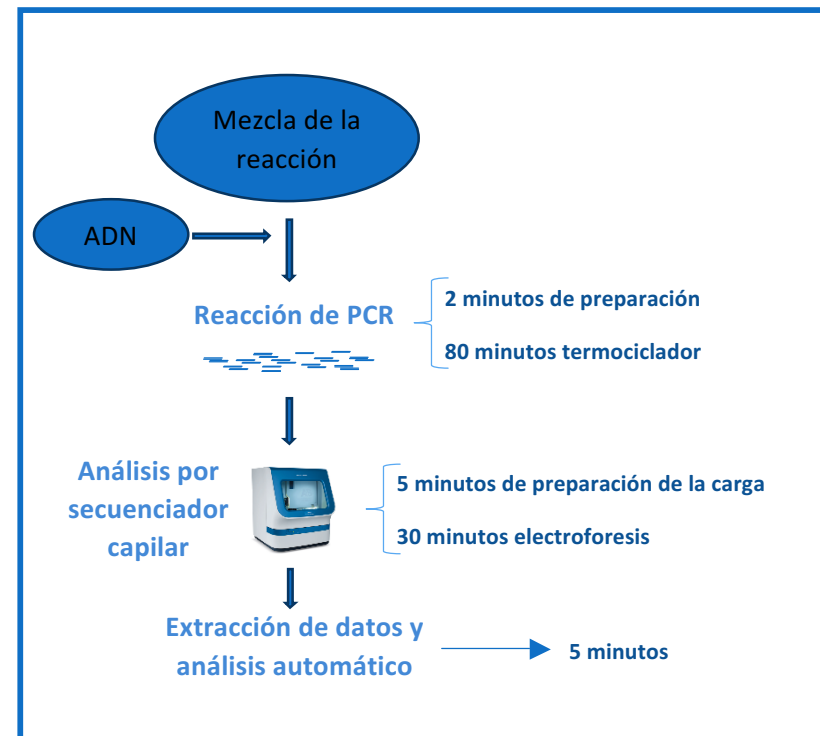 Mezcla de la
reacción
ADN
Reacción de PCR
2 minutos de preparación
80 minutos termociclador
Análisis por
secuenciador
capilar
5 minutos de preparación de la carga
30 minutos electroforesis
Extracción de datos y
análisis automático
5 minutos